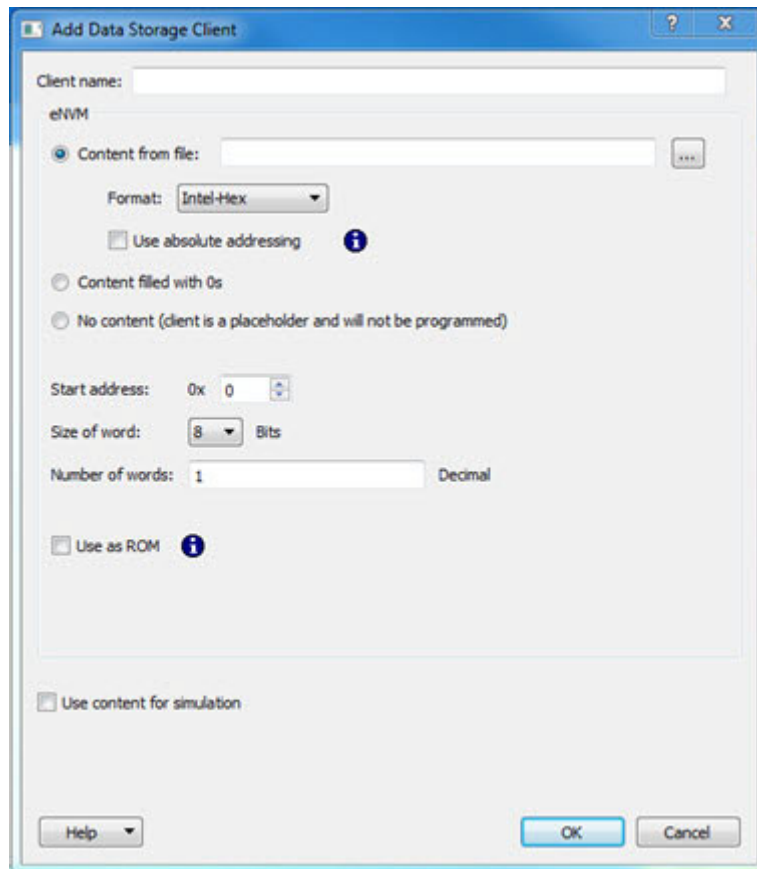 Add Data Storage Client
Client name:
eNVM
Content from file:
...
Format: Intel-Hex
Use absolute addressing
Content filled with 0s
No content (client is a placeholder and will not be programmed)
Start address: 0x 0
Size of word: 8 Bits
Number of words: 1 Decimal
Use as ROM
Use content for simulation
Help OK Cancel